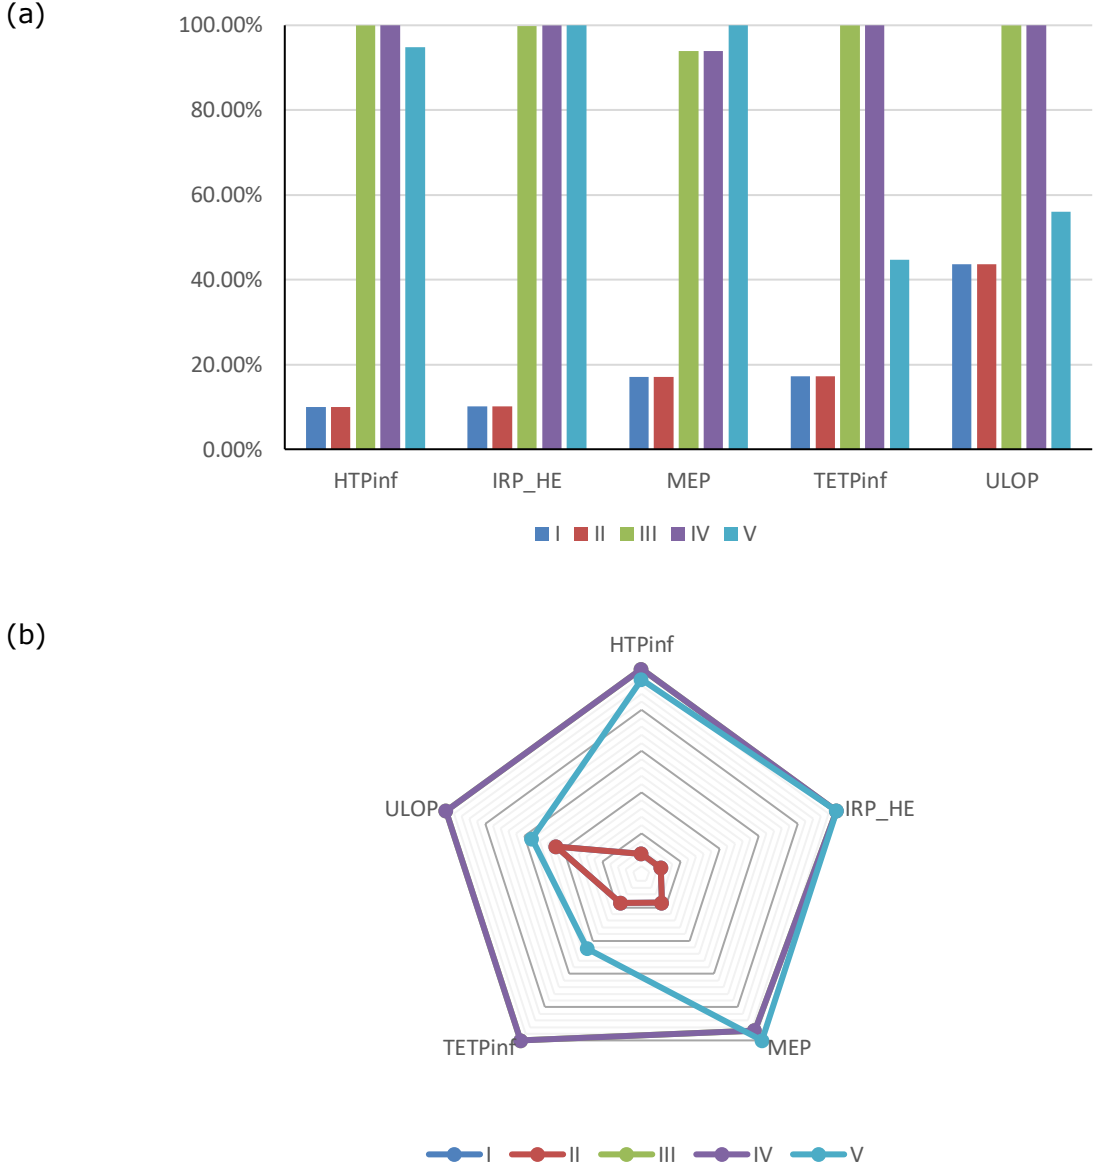 (a)
100.00%
80.00%
60.00%
40.00%
20.00%
0.00%
HTPinf IRP_HE MEP TETPinf ULOP
I II III IV V
(b)
HTPinf
ULOP IRP_HE
TETPinf MEP
I II III IV V